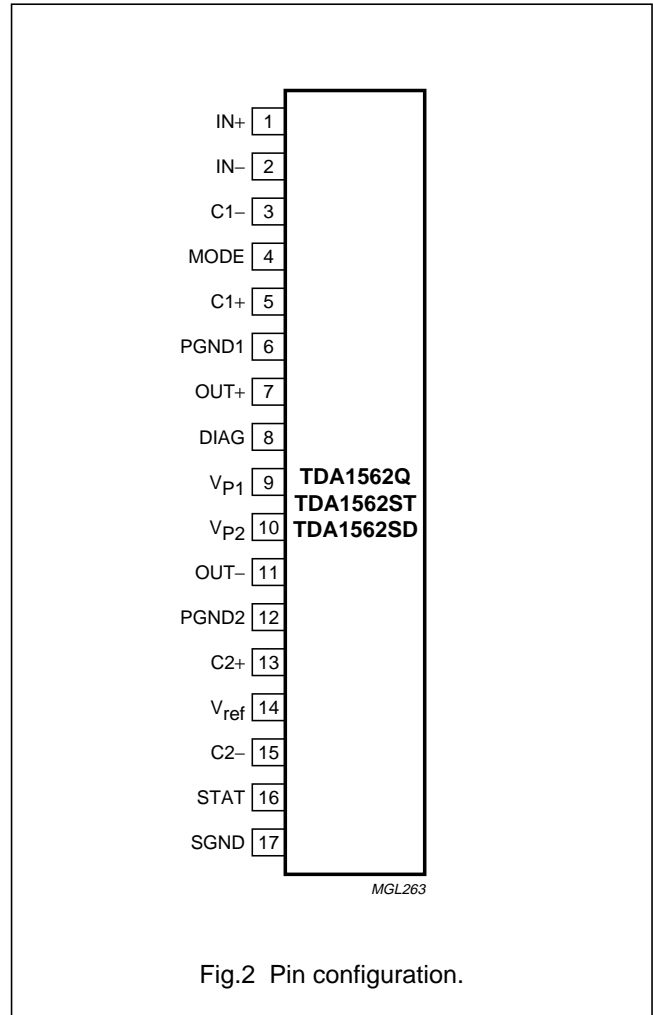 IN+ 1
IN− 2
C1− 3
MODE 4
C1+ 5
PGND1 6
OUT+ 7
DIAG 8
VP1 9
VP2 10
OUT− 11
PGND2 12
C2+ 13
Vref 14
C2− 15
STAT 16
SGND 17
TDA1562Q
TDA1562ST
TDA1562SD
MGL263
Fig.2 Pin configuration.